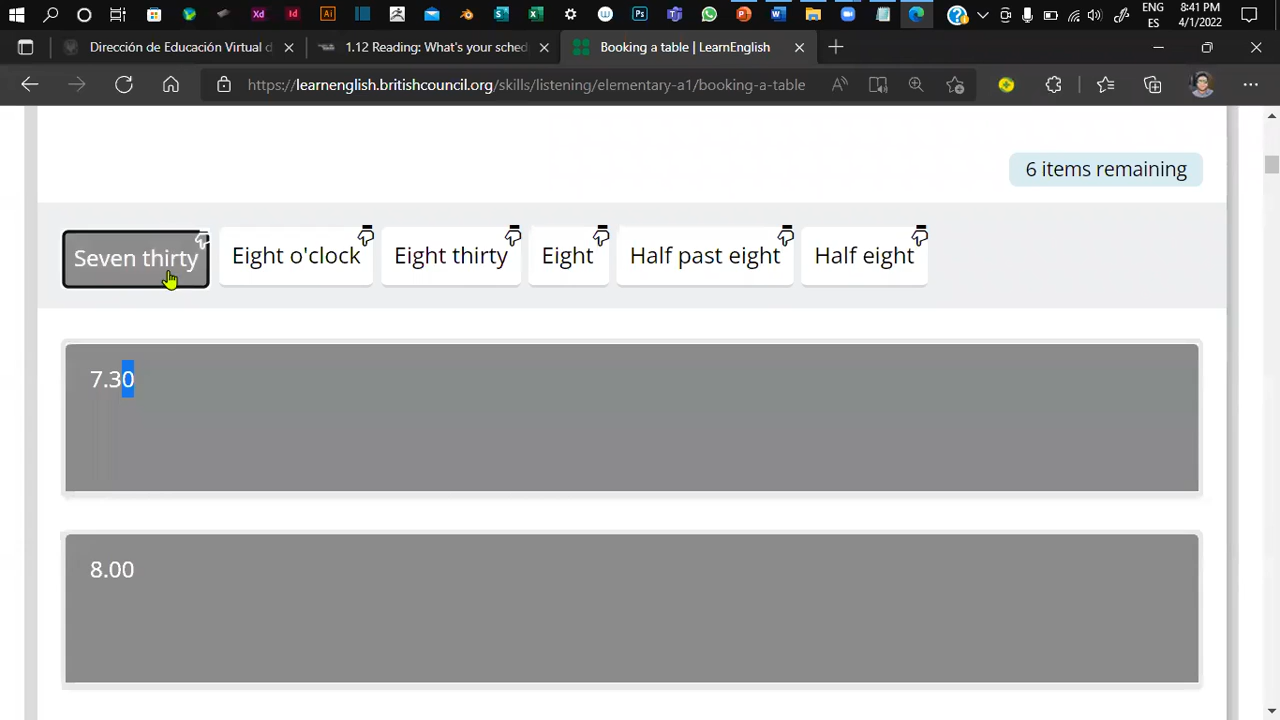 ENG
ES
8:41 PM
4/1/2022
Dirección de Educación Virtual d
1.12 Reading: What's your sched
Booking a table | LearnEnglish
https://learnenglish.britishcouncil.org/skills/listening/elementary-a1/booking-a-table
6 items remaining
Seven thirty
Eight o'clock
Eight thirty
Eight
Half past eight
Half eight
7.30
8.00